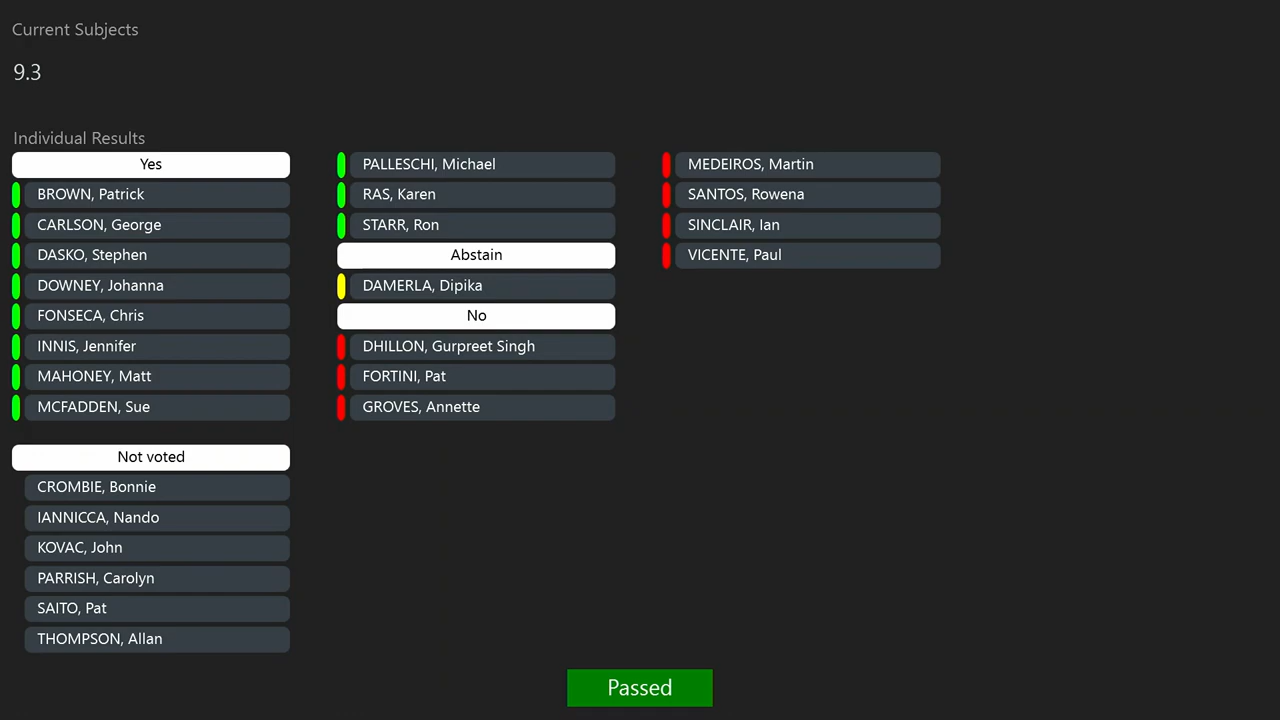 Current Subjects
9.3
Individual Results
Yes
BROWN, Patrick
CARLSON, George
DASKO, Stephen
DOWNEY, Johanna
FONSECA, Chris
INNIS, Jennifer
MAHONEY, Matt
MCFADDEN, Sue
PALLESCHI, Michael
RAS, Karen
STARR, Ron
Abstain
DAMERLA, Dipika
No
DHILLON, Gurpreet Singh
FORTINI, Pat
GROVES, Annette
MEDEIROS, Martin
SANTOS, Rowena
SINCLAIR, Ian
VICENTE, Paul
Not voted
CROMBIE, Bonnie
IANNICCA, Nando
KOVAC, John
PARRISH, Carolyn
SAITO, Pat
THOMPSON, Allan
Passed